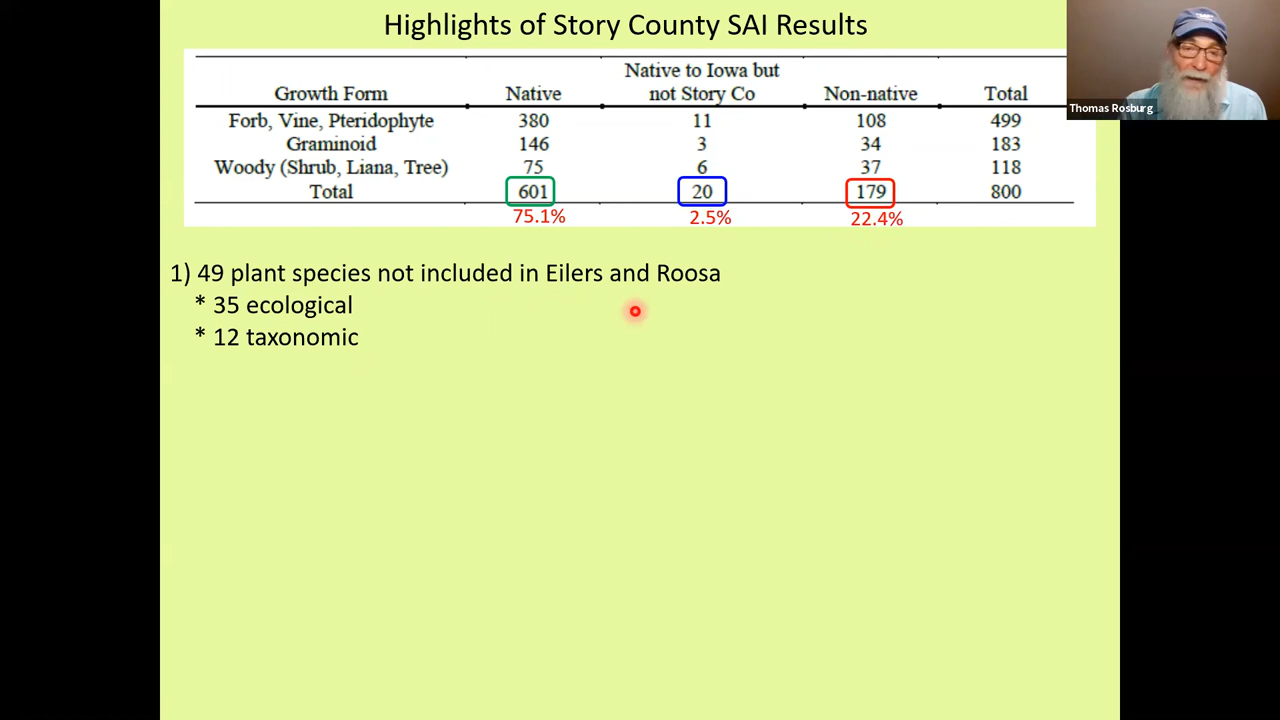 Highlights of Story County SAI Results
Growth Form Native Native to Iowa but not Story Co Non-native Total
Forb, Vine, Pteridophyte 380 11 108 499
Graminoid 146 3 34 183
Woody (Shrub, Liana, Tree) 75 6 37 118
Total 601 20 179 800
75.1% 2.5% 22.4%
1) 49 plant species not included in Eilers and Roosa
* 35 ecological
* 12 taxonomic
Thomas Rosburg